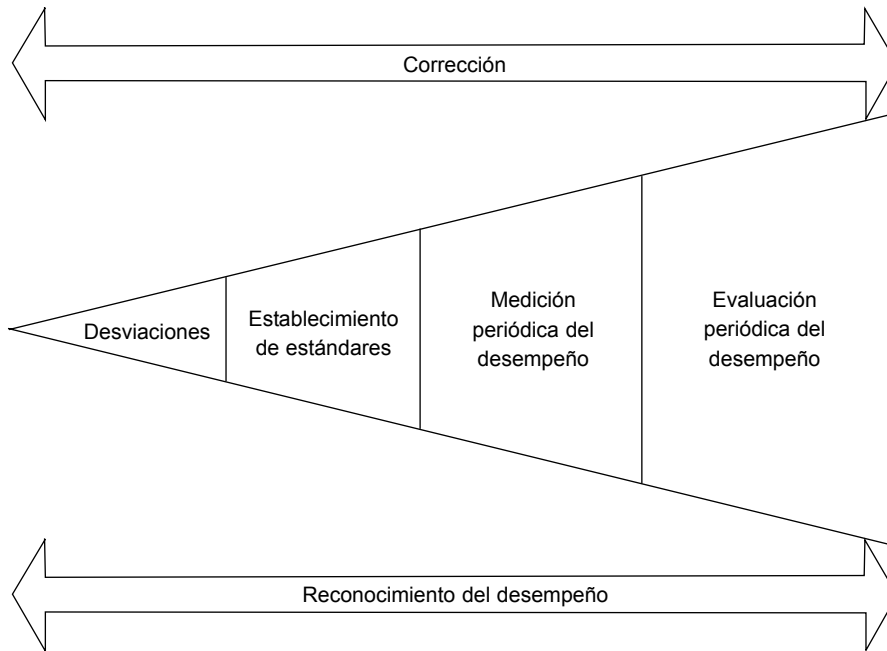 Corrección
Desviaciones
Establecimiento
de estándares
Medición
periódica del
desempeño
Evaluación
periódica del
desempeño
Reconocimiento del desempeño